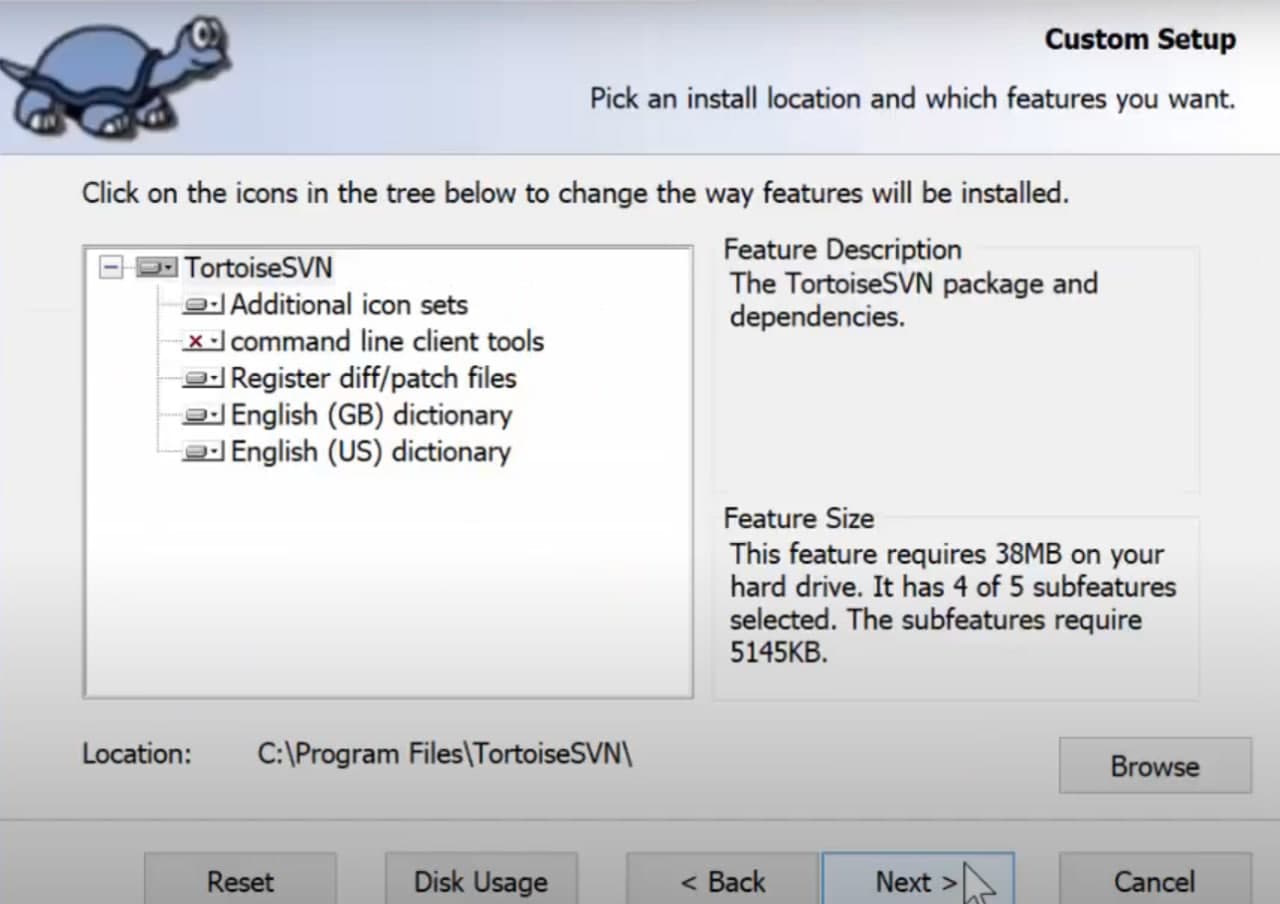 Custom Setup
Pick an install location and which features you want.
Click on the icons in the tree below to change the way features will be installed.
TortoiseSVN
Additional icon sets
command line client tools
Register diff/patch files
English (GB) dictionary
English (US) dictionary
Feature Description
The TortoiseSVN package and
dependencies.
Feature Size
This feature requires 38MB on your
hard drive. It has 4 of 5 subfeatures
selected. The subfeatures require
5145KB.
Location: C:\Program Files\TortoiseSVN\
Browse
Reset Disk Usage < Back Next > Cancel